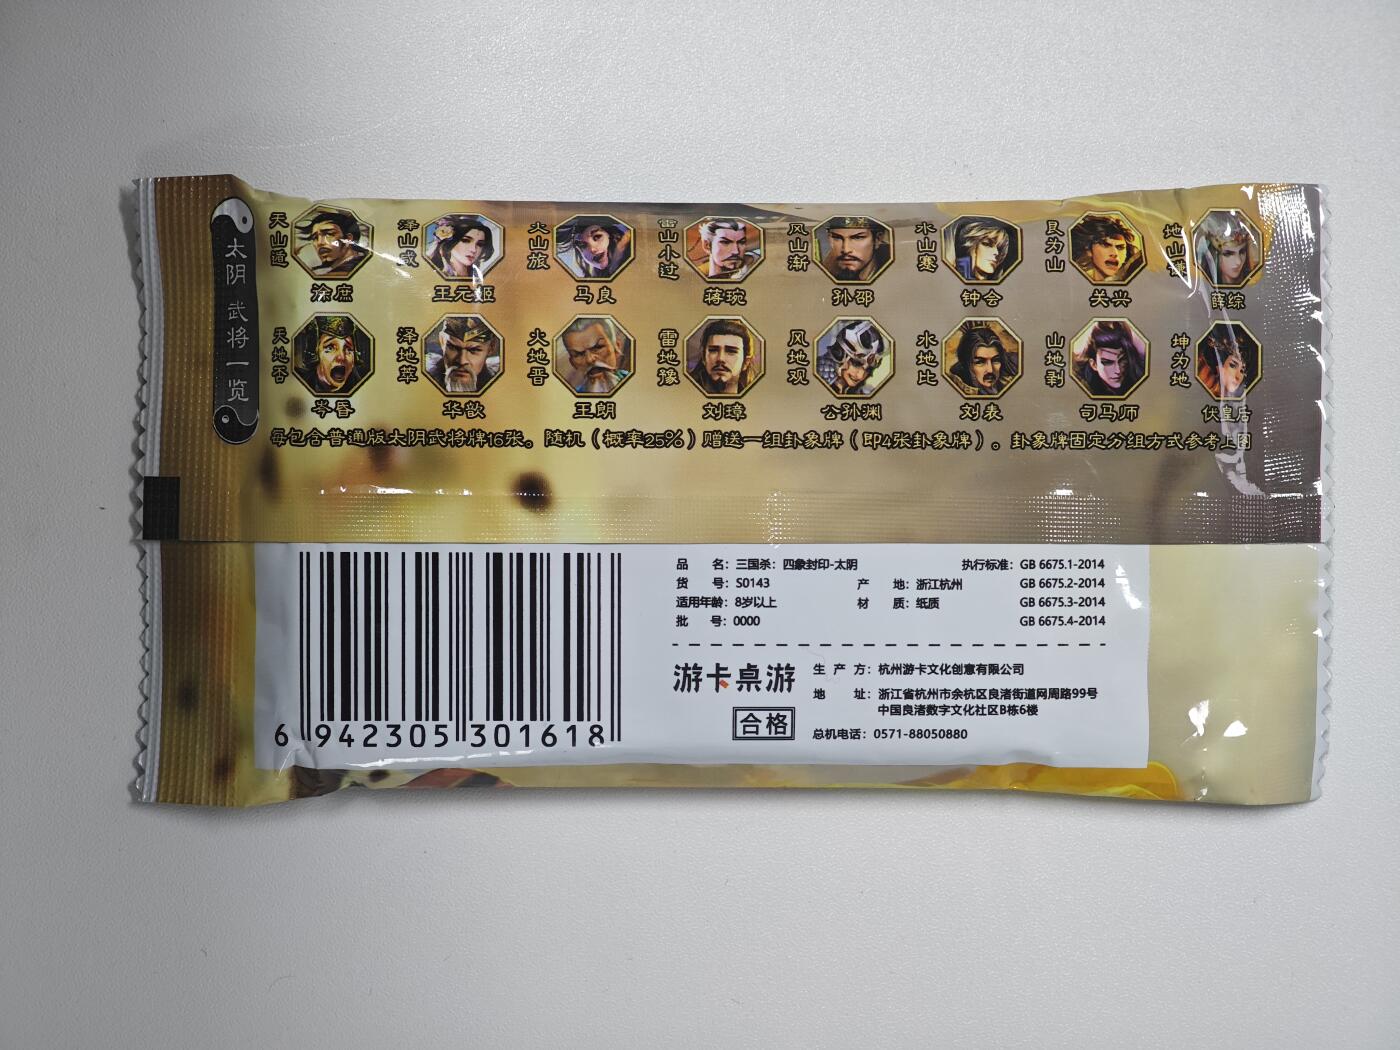 太阴 武将一览
天山遁 泽山咸 火山旅 雷山小过 风山渐 水山蹇 艮为山 地山谦
徐庶 王元姬 马良 蒋琬 孙邵 钟会 关兴 薛综
天地否 泽地萃 火地晋 雷地豫 风地观 水地比 山地剥 坤为地
岑昏 华歆 王朗 刘璋 公孙渊 刘表 司马师 伏皇后
每包含普通版太阴武将牌16张。随机（概率25%）赠送一组卦象牌（即4张卦象牌）。卦象牌固定分组方式参考上图
品 名：三国杀：四象封印-太阴 执行标准：GB 6675.1-2014
货 号：S0143 产 地：浙江杭州 GB 6675.2-2014
适用年龄：8岁以上 材 质：纸质 GB 6675.3-2014
批 号：0000 GB 6675.4-2014
游卡桌游
合格
生 产 方：杭州游卡文化创意有限公司
地 址：浙江省杭州市余杭区良渚街道网周路99号
中国良渚数字文化社区B栋6楼
总机电话：0571-88050880
6 942305 301618